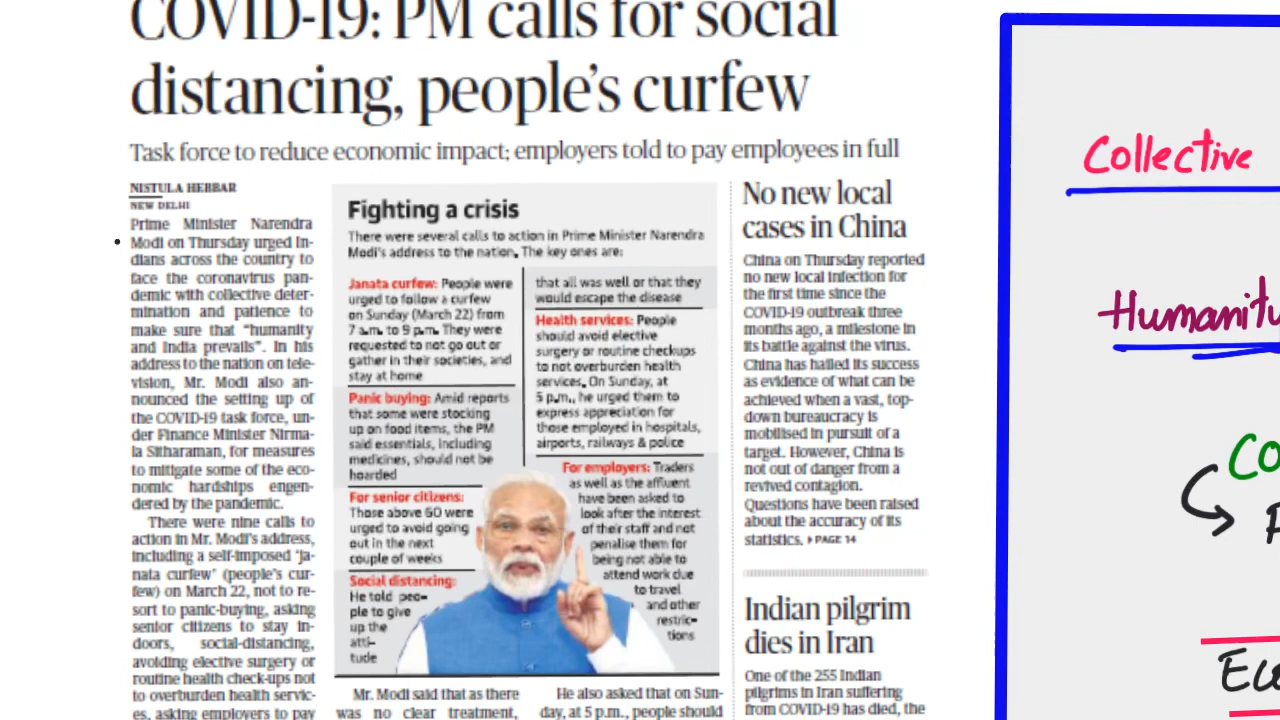 COVID-19: PM calls for social
distancing, people's curfew
Task force to reduce economic impact; employers told to pay employees in full
NISTULA HEBBAR
NEW DELHI
Prime Minister Narendra
Modi on Thursday urged In-
dians across the country to
face the coronavirus pan-
demic with collective deter-
mination and patience to
make sure that “humanity
and India prevails”. In his
address to the nation on tele-
vision, Mr. Modi also an-
nounced the setting up of
the COVID-19 task force, un-
der Finance Minister Nirma-
la Sitharaman, for measures
to mitigate some of the eco-
nomic hardships engen-
dered by the pandemic.
There were nine calls to
action in Mr. Modi's address,
including a self-imposed ‘ja-
nata curfew’ (people's cur-
few) on March 22, not to re-
sort to panic-buying, asking
senior citizens to stay in-
doors, social-distancing,
avoiding elective surgery or
routine health check-ups not
to overburden health servic-
es, asking employers to pay
Fighting a crisis
There were several calls to action in Prime Minister Narendra
Modi's address to the nation. The key ones are:
Janata curfew: People were
urged to follow a curfew
on Sunday (March 22) from
7 a.m. to 9 p.m. They were
requested to not go out or
gather in their societies, and
stay at home
Panic buying: Amid reports
that some were stocking
up on food items, the PM
said essentials, including
medicines, should not be
hoarded
For senior citizens:
Those above 60 were
urged to avoid going
out in the next
couple of weeks
Social distancing:
He told peo-
ple to give
up the
atti-
tude
that all was well or that they
would escape the disease
Health services: People
should avoid elective
surgery or routine checkups
to not overburden health
services. On Sunday, at
5 p.m., he urged them to
express appreciation for
those employed in hospitals,
airports, railways & police
For employers: Traders
as well as the affluent
have been asked to
look after the interest
of their staff and not
penalise them for
being not able to
attend work due
to travel
and other
restric-
tions
Mr. Modi said that as there
was no clear treatment,
He also asked that on Sun-
day, at 5 p.m., people should
No new local
cases in China
China on Thursday reported
no new local infection for
the first time since the
COVID-19 outbreak three
months ago, a milestone in
its battle against the virus.
China has hailed its success
as evidence of what can be
achieved when a vast, top-
down bureaucracy is
mobilised in pursuit of a
target. However, China is
not out of danger from a
revived contagion.
Questions have been raised
about the accuracy of its
statistics. ▸ PAGE 14
Indian pilgrim
dies in Iran
One of the 255 Indian
pilgrims in Iran suffering
from COVID-19 has died, the
Collective
Humanity